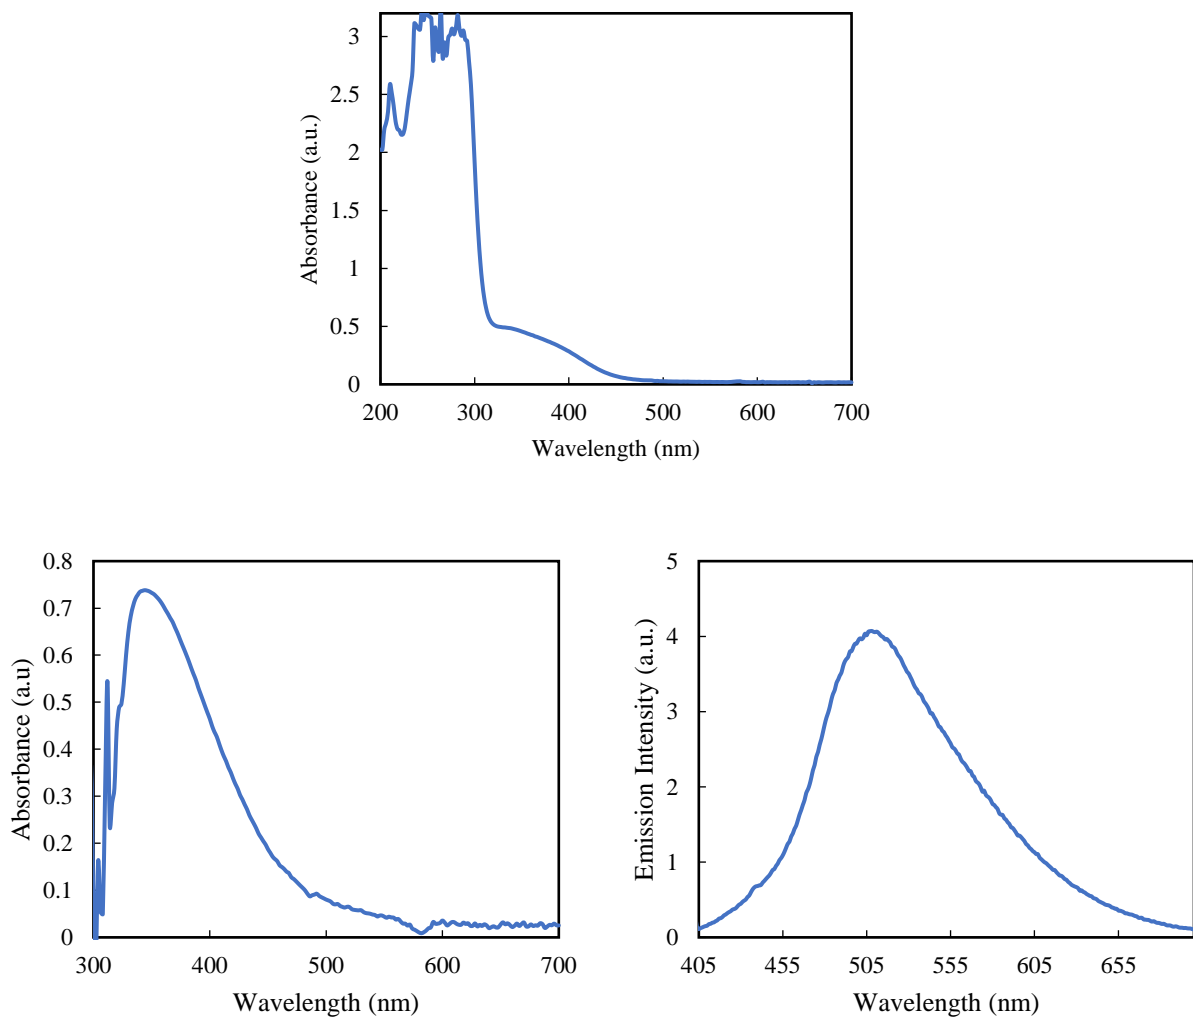 3
2.5
2
1.5
1
0.5
0
Absorbance (a.u.)
200 300 400 500 600 700
Wavelength (nm)
0.8
0.7
0.6
0.5
0.4
0.3
0.2
0.1
0
Absorbance (a.u)
300 400 500 600 700
Wavelength (nm)
5
4
3
2
1
0
Emission Intensity (a.u.)
405 455 505 555 605 655
Wavelength (nm)